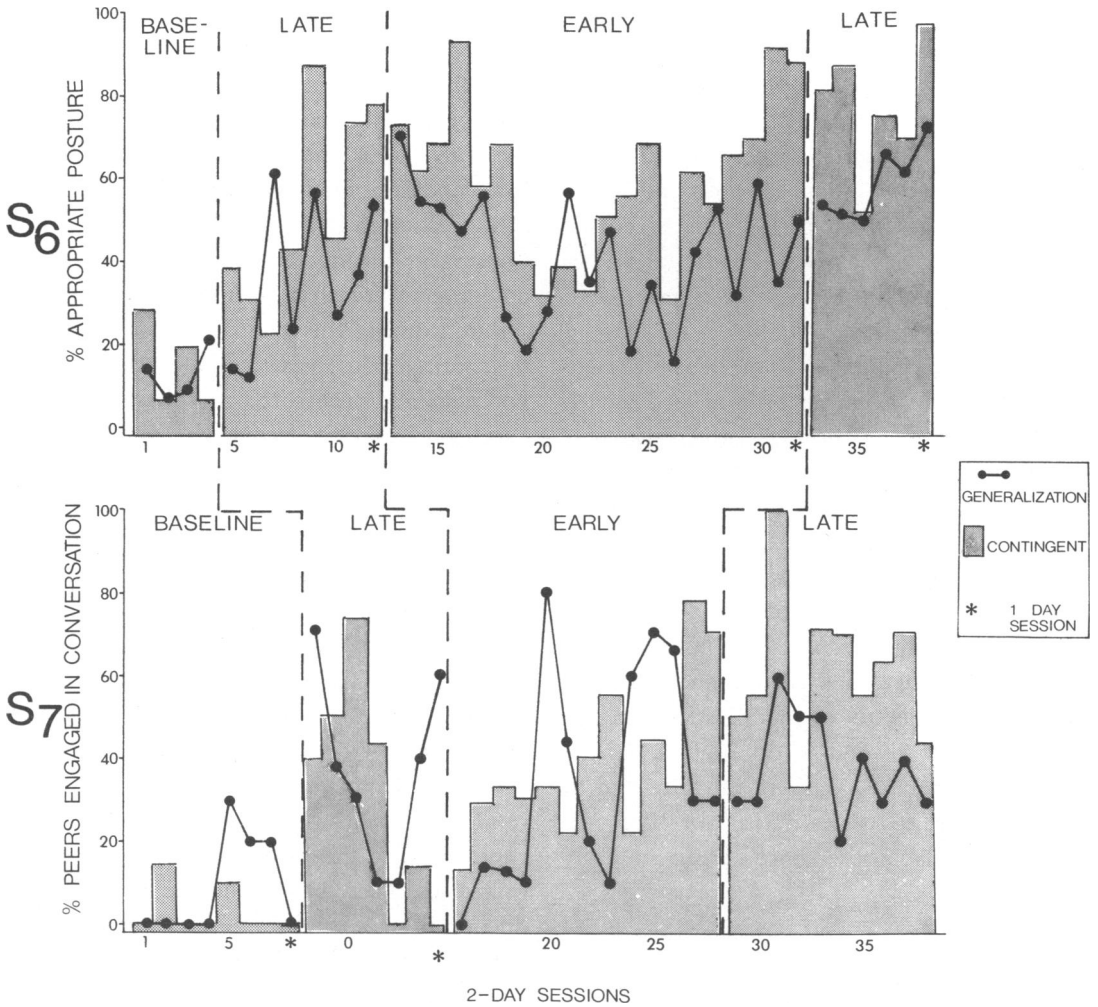 BASE-
LINE
LATE
EARLY
LATE
S6
% APPROPRIATE POSTURE
100
80
60
40
20
0
1
5
10
*
15
20
25
30
*
35
*
GENERALIZATION
CONTINGENT
* 1 DAY
SESSION
BASELINE
LATE
EARLY
LATE
S7
% PEERS ENGAGED IN CONVERSATION
100
80
60
40
20
0
1
5
*
0
*
20
25
30
35
2-DAY SESSIONS